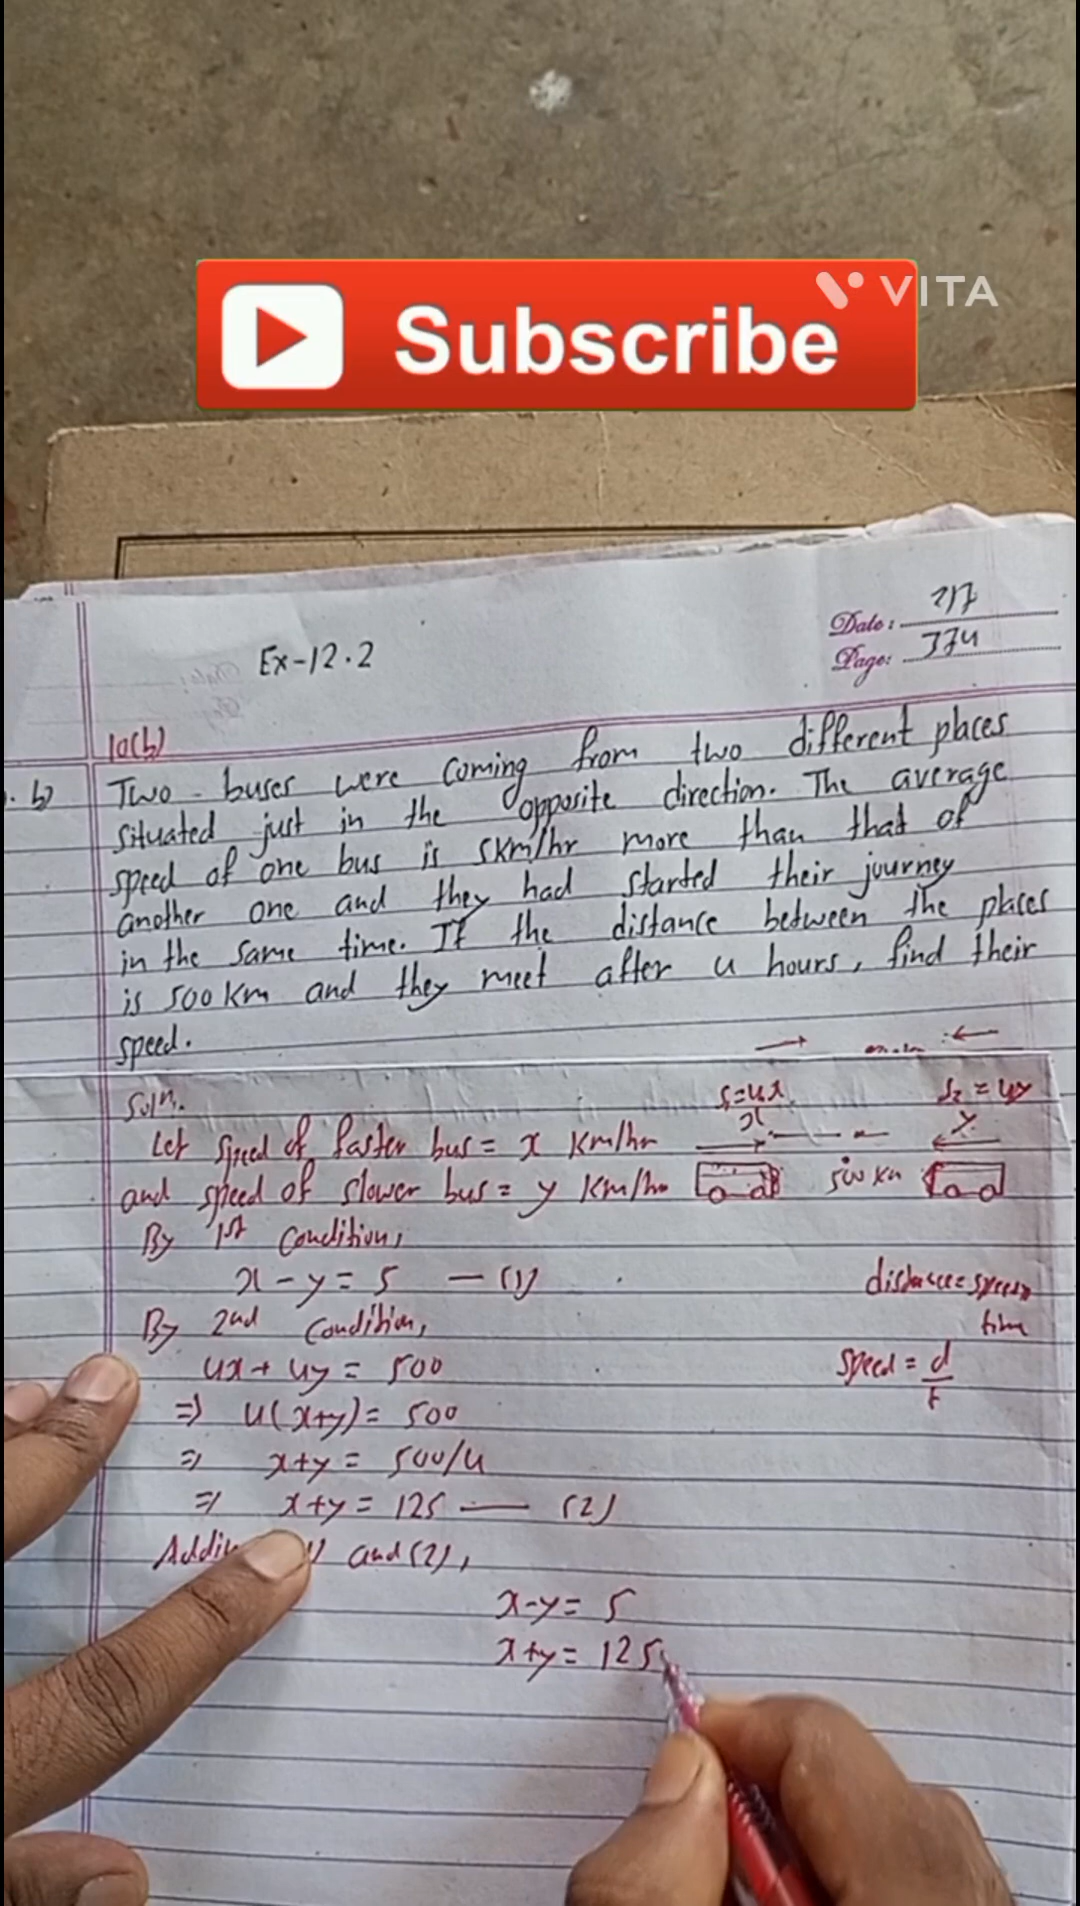 Subscribe
VITA
Date: 217
Page: 374
Ex-12.2
10(b)
b) Two buses were coming from two different places
situated just in the opposite direction. The average
speed of one bus is 5km/hr more than that of
another one and they had started their journey
in the same time. If the distance between the places
is 500 km and they meet after 4 hours, find their
speed.
Soln.
S₁=4x S₂ = 4y
Let speed of faster bus = x km/hr x y
and speed of slower bus = y km/hr 500 km
By 1st Condition,
x - y = 5 — (1)
distance = speed×
time
By 2nd Condition,
4x + 4y = 500
Speed = d/t
⇒ 4(x+y) = 500
⇒ x+y = 500/4
⇒ x+y = 125 — (2)
and (2),
x-y = 5
x+y = 125